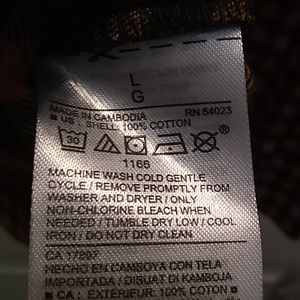 L
G
MADE IN CAMBODIA RN 54023
US : SHELL: 100% COTTON
30
1166
MACHINE WASH COLD GENTLE
CYCLE / REMOVE PROMPTLY FROM
WASHER AND DRYER / ONLY
NON-CHLORINE BLEACH WHEN
NEEDED / TUMBLE DRY LOW / COOL
IRON / DO NOT DRY CLEAN
CA 17897
HECHO EN CAMBOYA CON TELA
IMPORTADA / DIBUAT DI KAMBOJA
CA : EXTÉRIEUR: 100% COTON